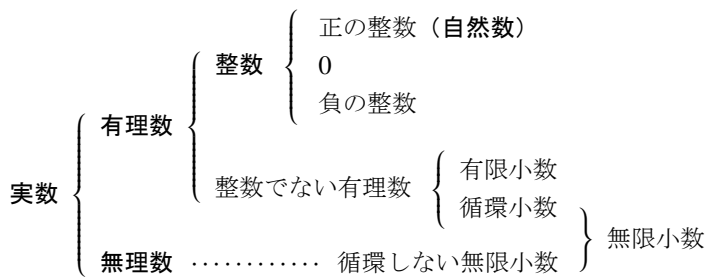 正の整数（自然数）
整数 0
負の整数
有理数
整数でない有理数 有限小数
実数 循環小数
無限小数
無理数 ············ 循環しない無限小数